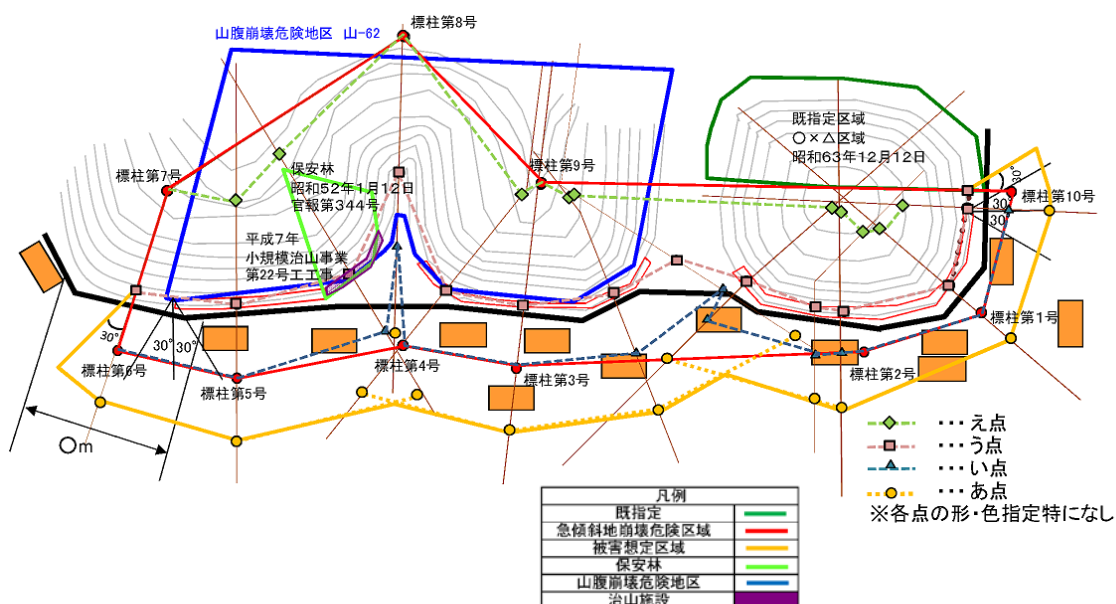 標柱第8号
山腹崩壊危険地区 山-62
既指定区域
○×△区域
昭和63年12月12日
標柱第9号
標柱第7号
保安林
昭和52年1月12日
官報第344号
30°
30°
30°
標柱第10号
平成7年
小規模治山事業
第22号工工事
標柱第1号
30°
30°
30°
標柱第6号
標柱第5号
標柱第4号
標柱第3号
標柱第2号
○m
・・・え点
・・・う点
・・・い点
・・・あ点
※各点の形・色指定特になし
凡例
既指定
急傾斜地崩壊危険区域
被害想定区域
保安林
山腹崩壊危険地区
治山施設